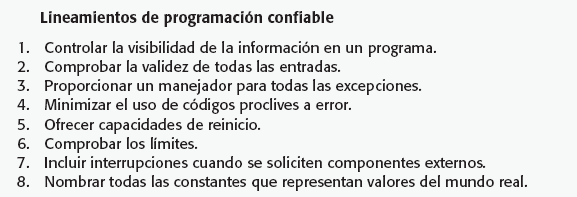 Lineamientos de programación confiable
1. Controlar la visibilidad de la información en un programa.
2. Comprobar la validez de todas las entradas.
3. Proporcionar un manejador para todas las excepciones.
4. Minimizar el uso de códigos proclives a error.
5. Ofrecer capacidades de reinicio.
6. Comprobar los límites.
7. Incluir interrupciones cuando se soliciten componentes externos.
8. Nombrar todas las constantes que representan valores del mundo real.